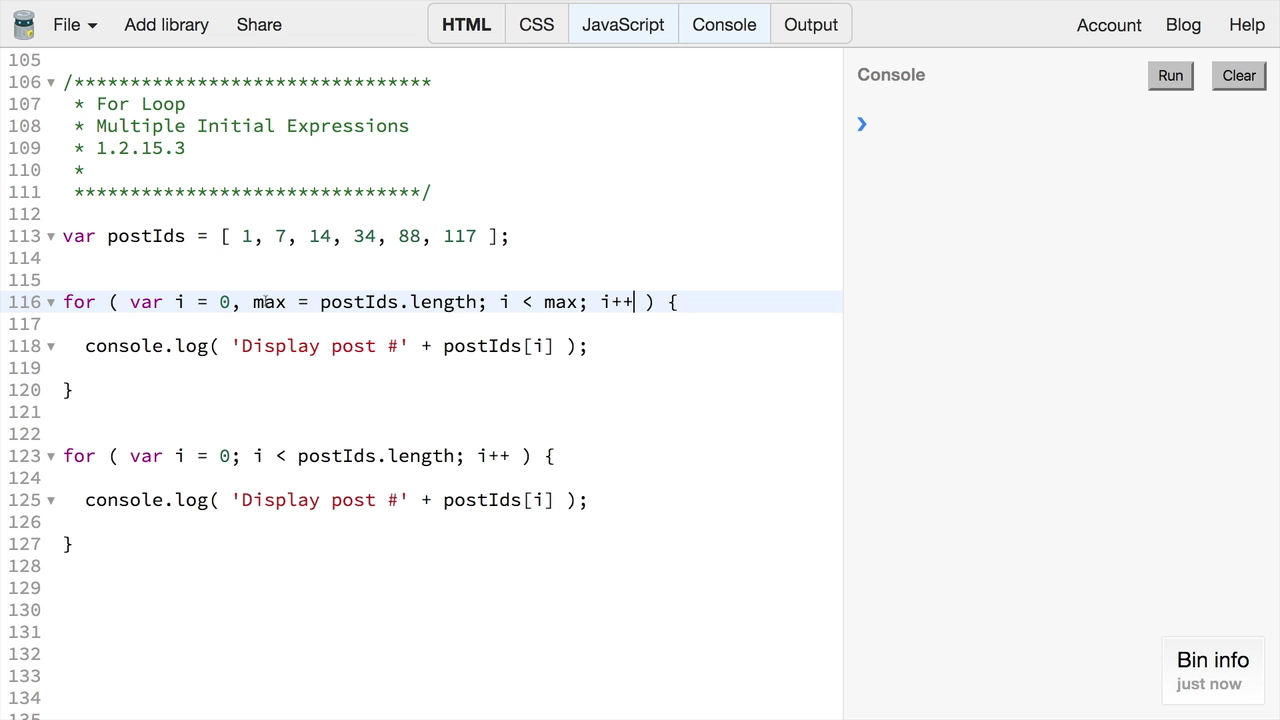 File Add library Share HTML CSS JavaScript Console Output Account Blog Help
Console Run Clear
105
106 /********************************
107 * For Loop
108 * Multiple Initial Expressions
109 * 1.2.15.3
110 *
111 *******************************/
112
113 var postIds = [ 1, 7, 14, 34, 88, 117 ];
114
115
116 for ( var i = 0, max = postIds.length; i < max; i++ ) {
117
118 console.log( 'Display post #' + postIds[i] );
119
120 }
121
122
123 for ( var i = 0; i < postIds.length; i++ ) {
124
125 console.log( 'Display post #' + postIds[i] );
126
127 }
128
129
130
131
132
133
134
135
Bin info
just now